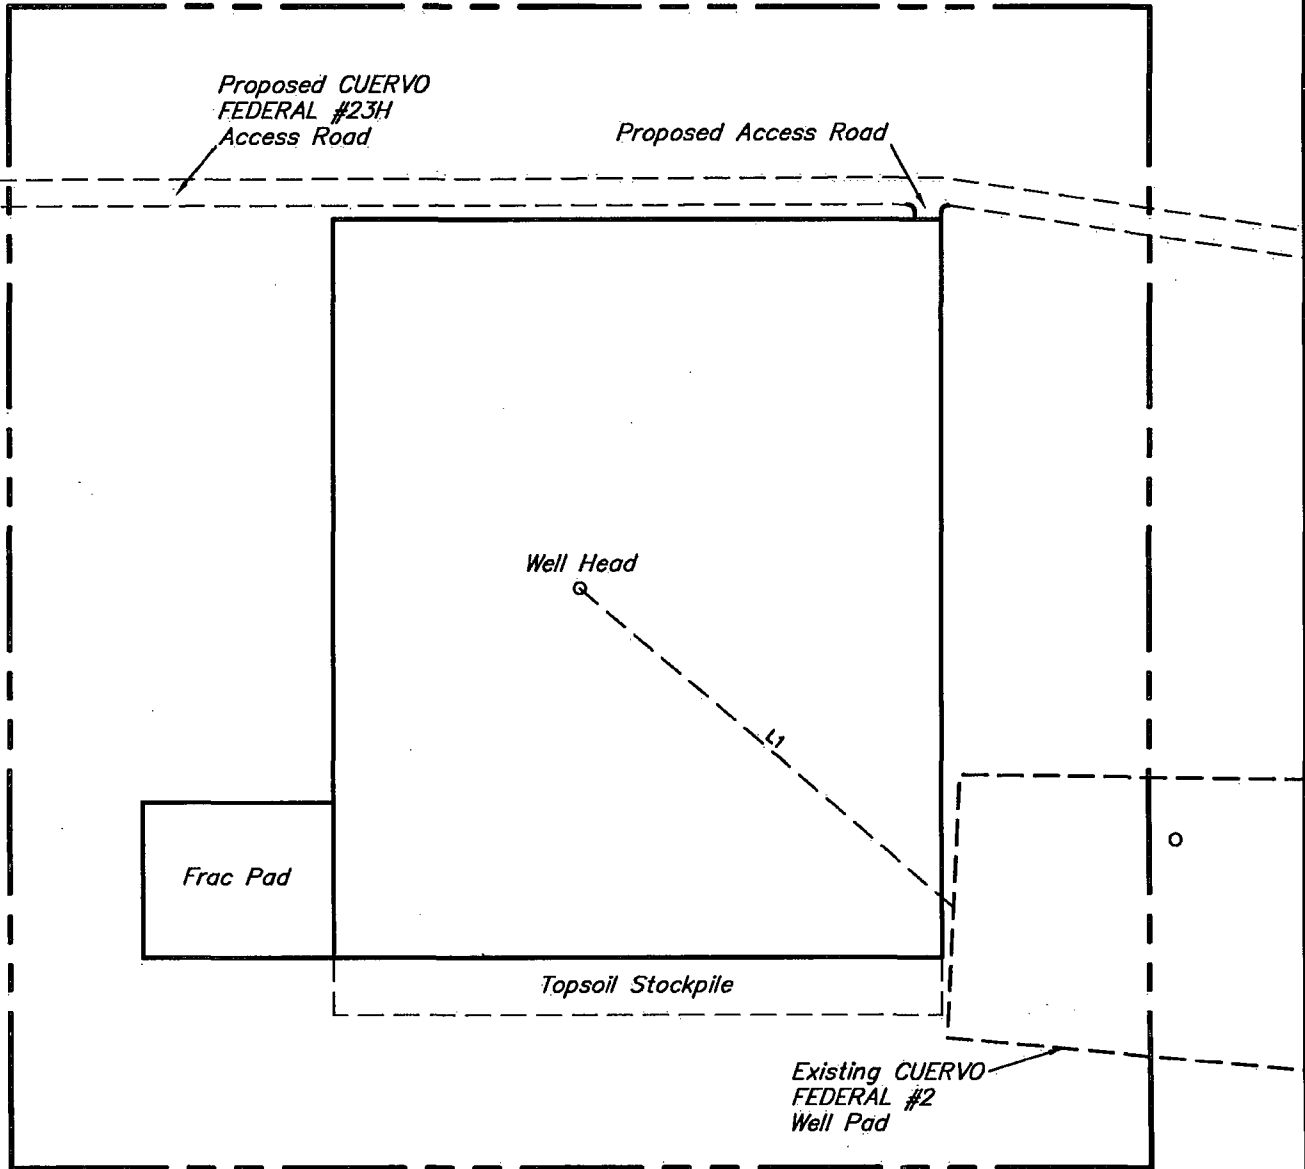 Proposed CUERVO
FEDERAL #23H
Access Road
Proposed Access Road
Well Head
L1
Frac Pad
Topsoil Stockpile
Existing CUERVO
FEDERAL #2
Well Pad